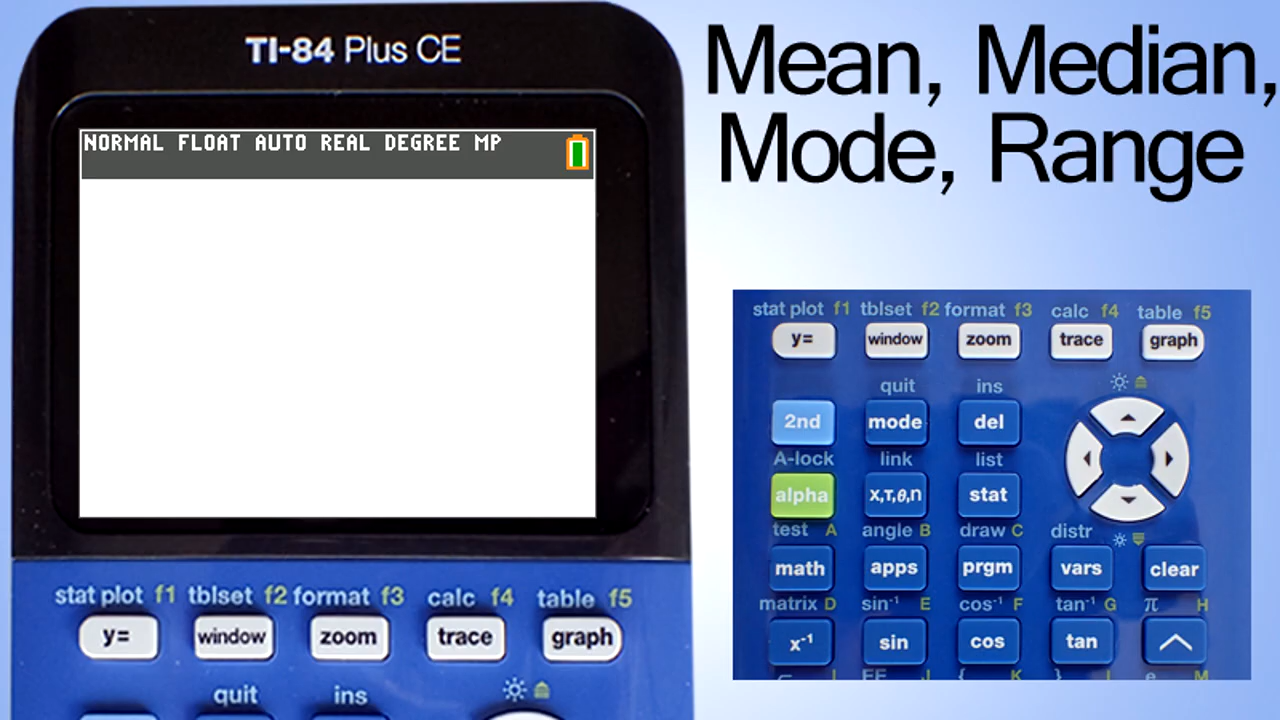 TI-84 Plus CE
NORMAL FLOAT AUTO REAL DEGREE MP
stat plot f1 tblset f2 format f3 calc f4 table f5
y= window zoom trace graph
quit ins
Mean, Median,
Mode, Range
stat plot f1 tblset f2 format f3 calc f4 table f5
y= window zoom trace graph
quit ins
2nd mode del
A-lock link list
alpha X,T,θ,n stat
test A angle B draw C distr
math apps prgm vars clear
matrix D sin⁻¹ E cos⁻¹ F tan⁻¹ G π H
x⁻¹ sin cos tan